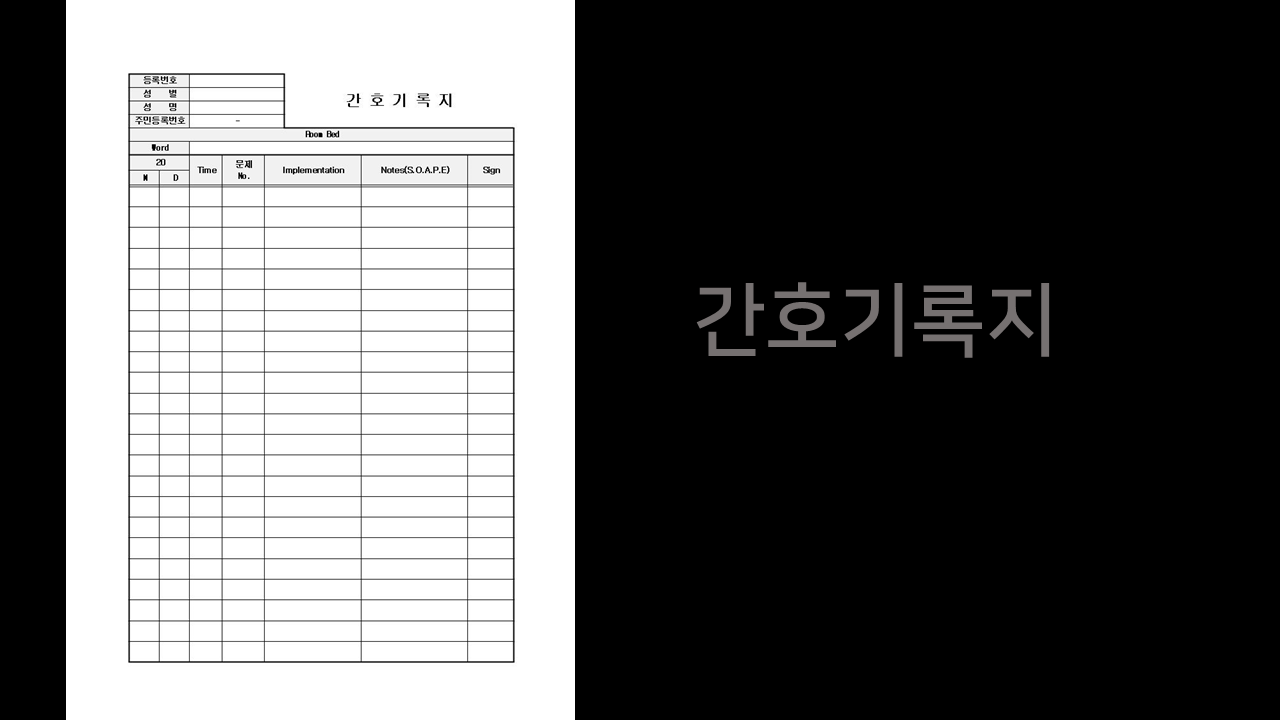 등록번호
성 별
성 명
주민등록번호 -
간 호 기 록 지
Room Bed
Word
20
M D
Time
문제
No.
Implementation
Notes(S.O.A.P.E)
Sign
간호기록지